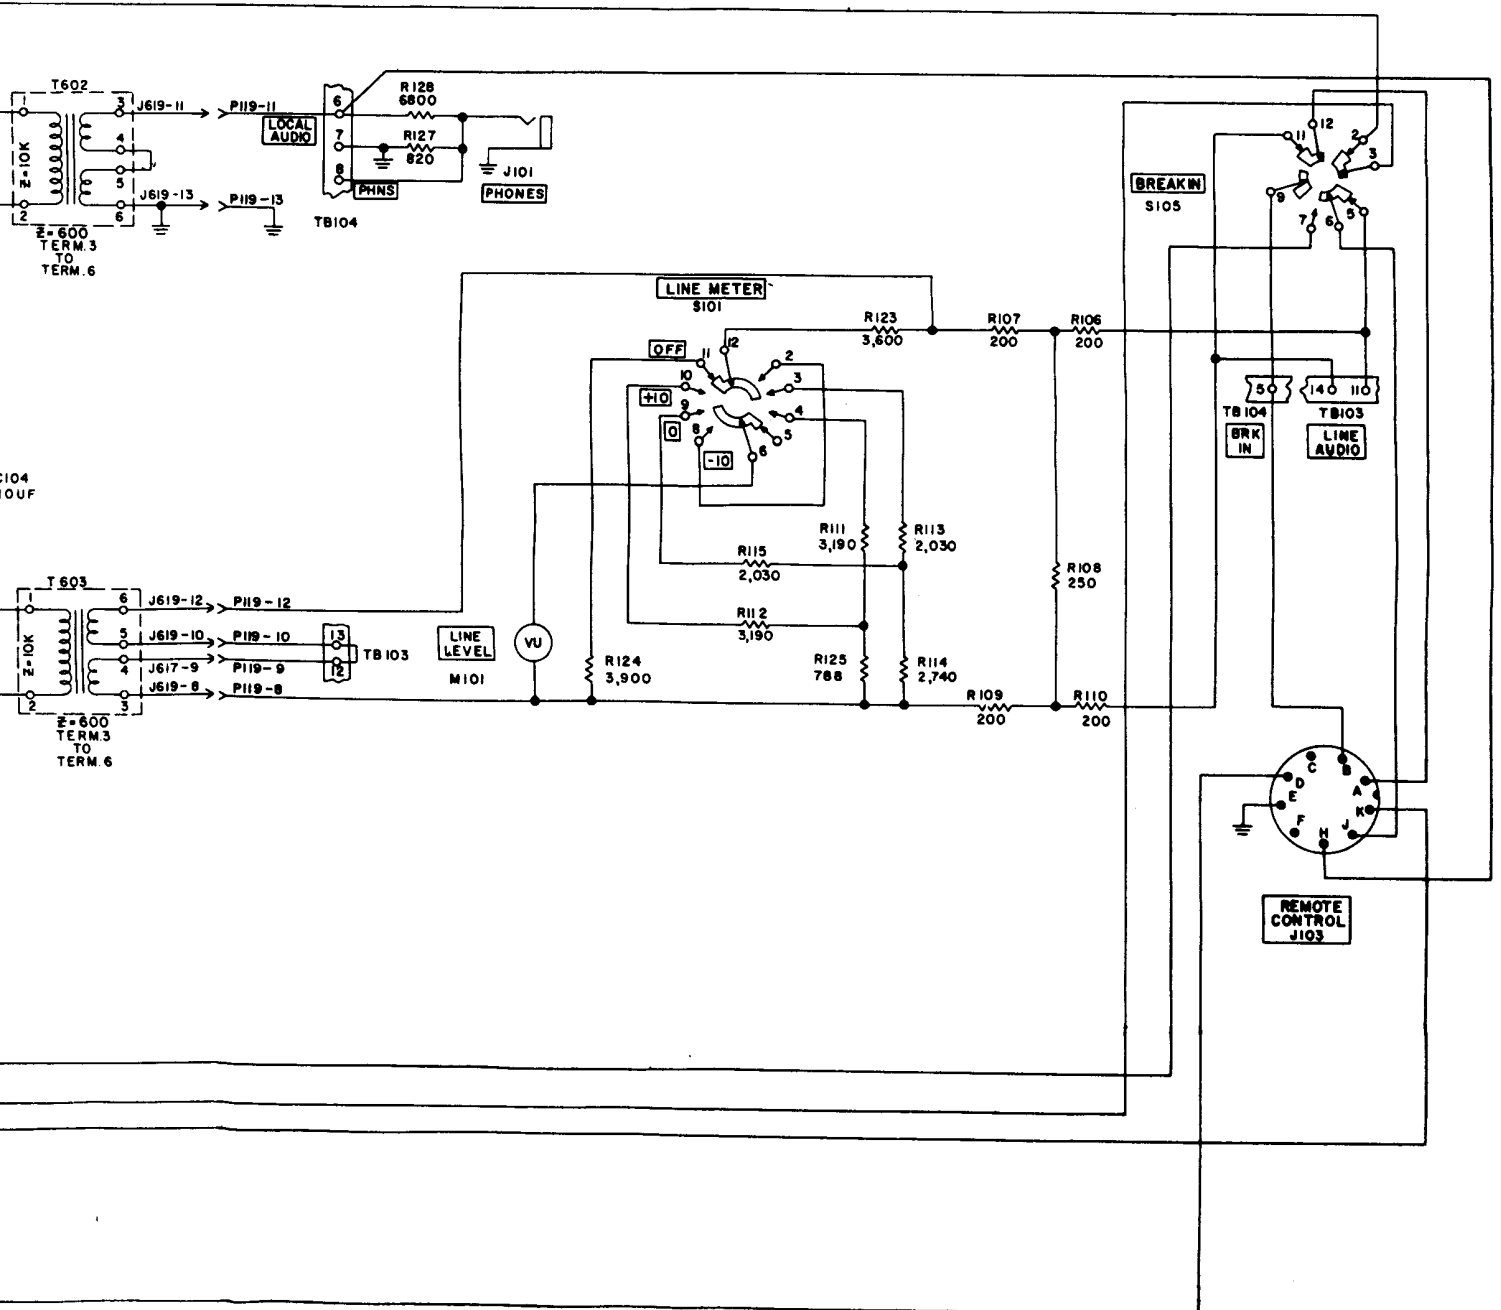 T602
1
3
J619-11
P119-11
4
Z=10K
5
J619-13
P119-13
2
6
Z=600
TERM.3
TO
TERM.6
LOCAL
AUDIO
6
7
8
PHNS
TB104
R128
6800
R127
820
J101
PHONES
LINE METER
S101
OFF
11
12
2
10
3
+10
9
4
0
8
5
6
-10
R123
3,600
R107
200
R106
200
12
11
2
3
BREAKIN
S105
9
7
6
5
5
14
11
TB104
TB103
BRK
IN
LINE
AUDIO
C104
10UF
R111
3,190
R113
2,030
R115
2,030
R108
250
R112
3,190
T603
1
6
J619-12
P119-12
5
J619-10
P119-10
13
Z=10K
4
J617-9
P119-9
12
TB103
J619-8
P119-8
2
3
Z=600
TERM.3
TO
TERM.6
LINE
LEVEL
M101
VU
R124
3,900
R125
788
R114
2,740
R109
200
R110
200
C
B
D
A
E
K
F
J
H
REMOTE
CONTROL
J103